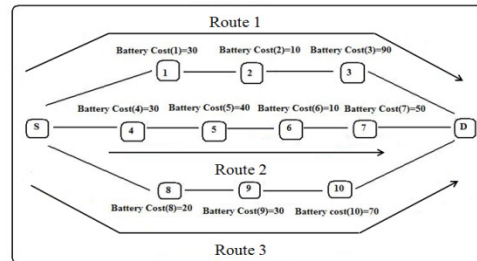 Route 1
Battery Cost(1)=30 Battery Cost(2)=10 Battery Cost(3)=90
1 2 3
Battery Cost(4)=30 Battery Cost(5)=40 Battery Cost(6)=10 Battery Cost(7)=50
S 4 5 6 7 D
Route 2
8 9 10
Battery Cost(8)=20 Battery Cost(9)=30 Battery cost(10)=70
Route 3